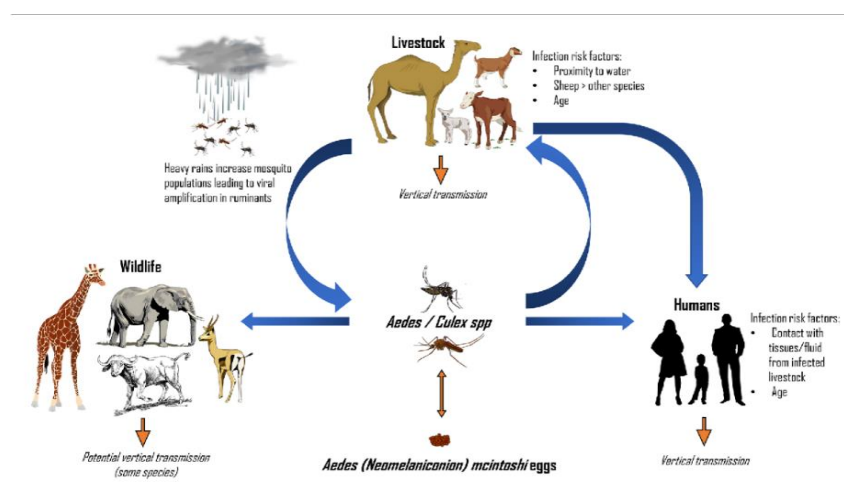 Livestock
Infection risk factors:
• Proximity to water
• Sheep > other species
• Age
Heavy rains increase mosquito
populations leading to viral
amplification in ruminants
Vertical transmission
Wildlife
Aedes / Culex spp
Humans
Infection risk factors:
• Contact with
tissues/fluid
from infected
livestock
• Age
Potential vertical transmission
(some species)
Aedes (Neomelaniconion) mcintoshi eggs
Vertical transmission